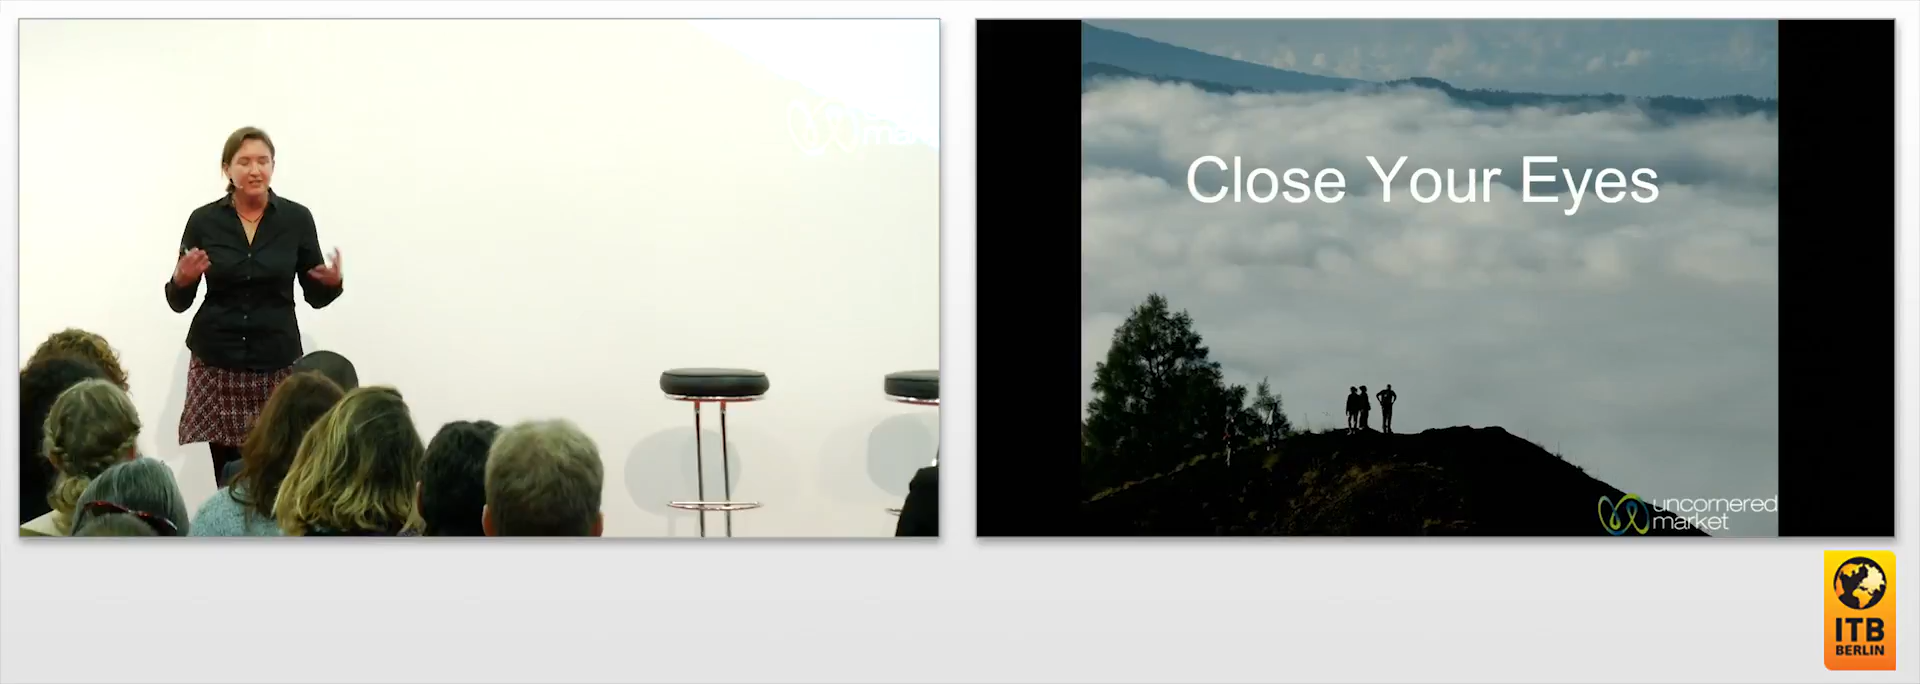 Close Your Eyes
uncornered
market
ITB
BERLIN